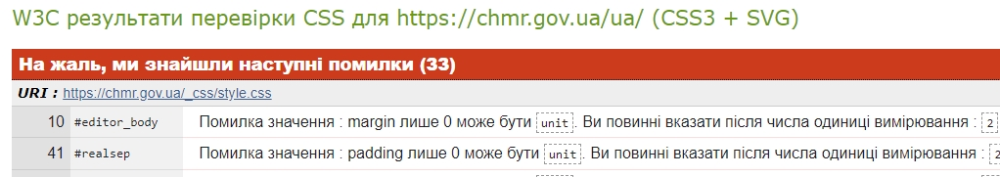 W3C результати перевірки CSS для https://chmr.gov.ua/ua/ (CSS3 + SVG)
На жаль, ми знайшли наступні помилки (33)
URI : https://chmr.gov.ua/_css/style.css
10 #editor_body Помилка значення : margin лише 0 може бути unit. Ви повинні вказати після числа одиниці вимірювання : 2
41 #realsep Помилка значення : padding лише 0 може бути unit. Ви повинні вказати після числа одиниці вимірювання : 2